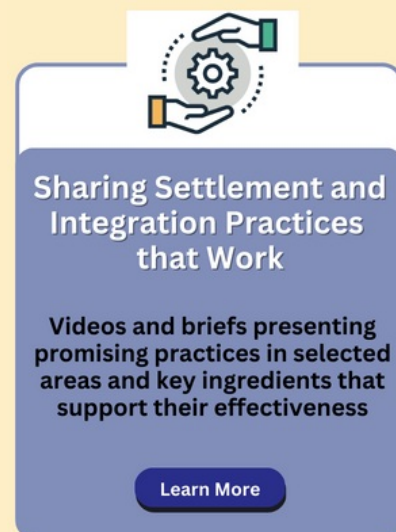 Sharing Settlement and
Integration Practices
that Work
Videos and briefs presenting
promising practices in selected
areas and key ingredients that
support their effectiveness
Learn More